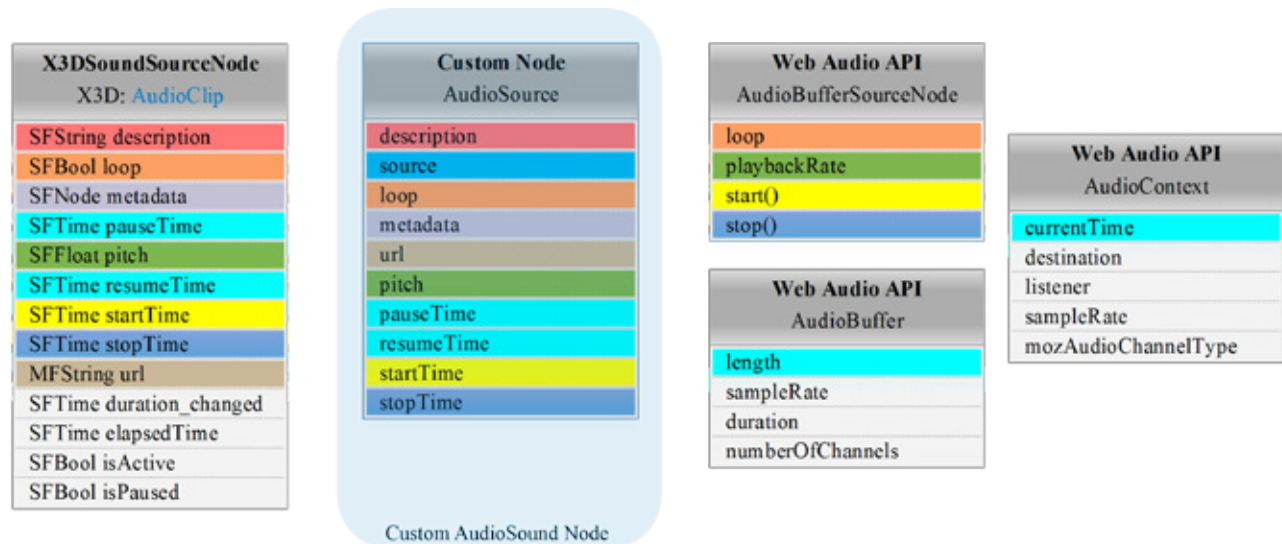 X3DSoundSourceNode
X3D: AudioClip
SFString description
SFBool loop
SFNode metadata
SFTime pauseTime
SFFloat pitch
SFTime resumeTime
SFTime startTime
SFTime stopTime
MFString url
SFTime duration_changed
SFTime elapsedTime
SFBool isActive
SFBool isPaused
Custom Node
AudioSource
description
source
loop
metadata
url
pitch
pauseTime
resumeTime
startTime
stopTime
Custom AudioSound Node
Web Audio API
AudioBufferSourceNode
loop
playbackRate
start()
stop()
Web Audio API
AudioBuffer
length
sampleRate
duration
numberOfChannels
Web Audio API
AudioContext
currentTime
destination
listener
sampleRate
mozAudioChannelType